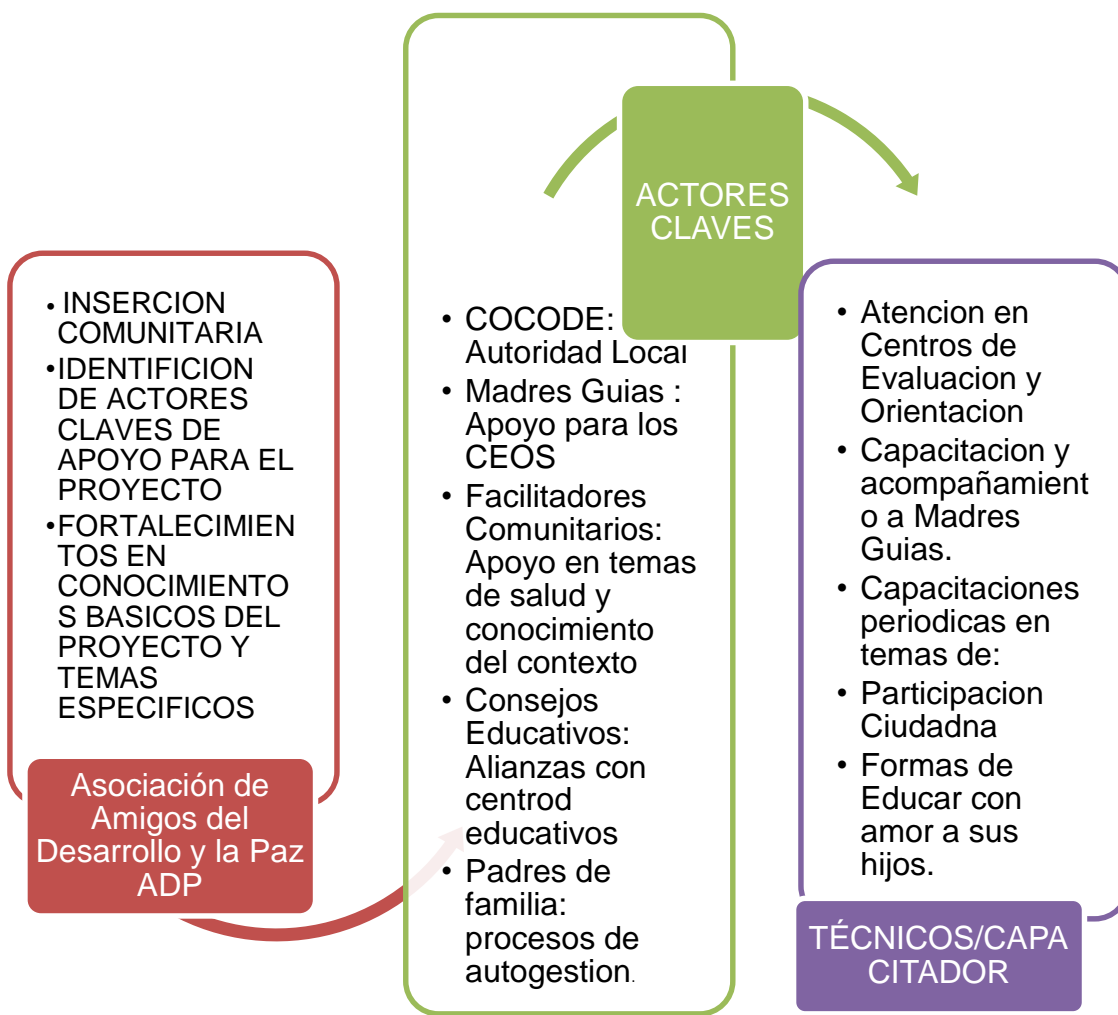 • INSERCION
COMUNITARIA
•IDENTIFICION
DE ACTORES
CLAVES DE
APOYO PARA EL
PROYECTO
•FORTALECIMIEN
TOS EN
CONOCIMIENTO
S BASICOS DEL
PROYECTO Y
TEMAS
ESPECIFICOS
Asociación de
Amigos del
Desarrollo y la Paz
ADP
ACTORES
CLAVES
• COCODE:
Autoridad Local
• Madres Guias :
Apoyo para los
CEOS
• Facilitadores
Comunitarios:
Apoyo en temas
de salud y
conocimiento
del contexto
• Consejos
Educativos:
Alianzas con
centrod
educativos
• Padres de
familia:
procesos de
autogestion.
• Atencion en
Centros de
Evaluacion y
Orientacion
• Capacitacion y
acompañamient
o a Madres
Guias.
• Capacitaciones
periodicas en
temas de:
• Participacion
Ciudadna
• Formas de
Educar con
amor a sus
hijos.
TÉCNICOS/CAPA
CITADOR